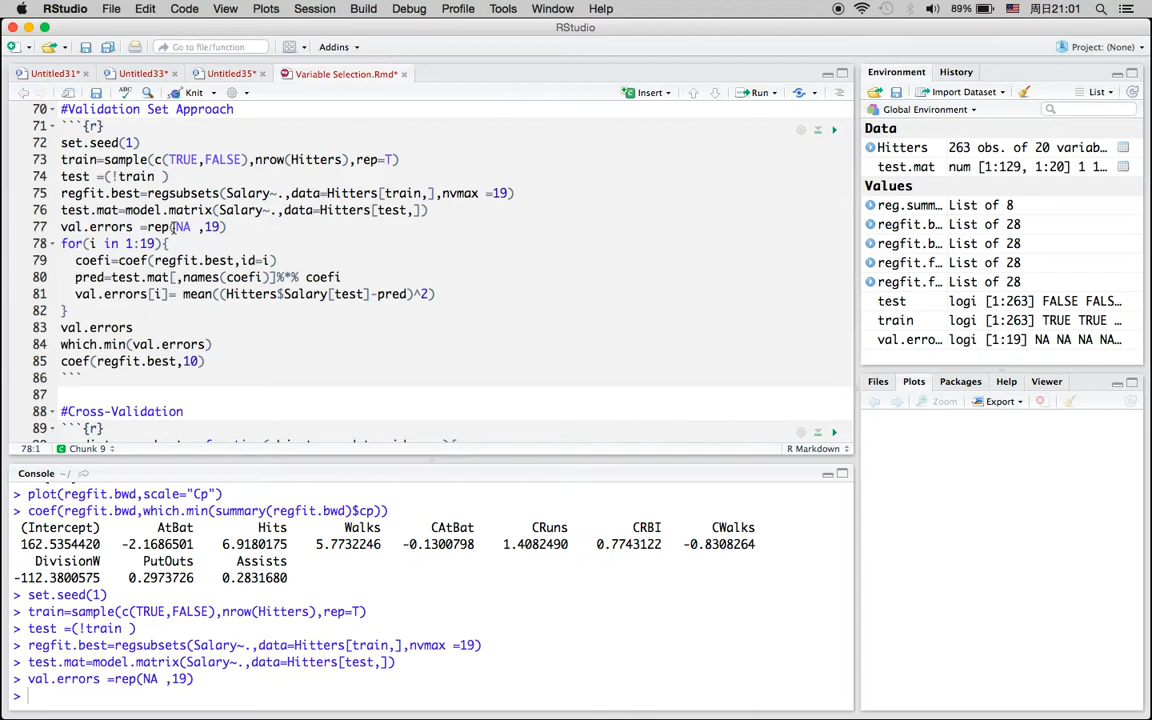 RStudio File Edit Code View Plots Session Build Debug Profile Tools Window Help 89% 周日21:01
RStudio
Go to file/function Addins Project: (None)
Untitled31* Untitled33* Untitled35* Variable Selection.Rmd*
Knit Insert Run
70 #Validation Set Approach
71 ```{r}
72 set.seed(1)
73 train=sample(c(TRUE,FALSE),nrow(Hitters),rep=T)
74 test =(!train )
75 regfit.best=regsubsets(Salary~.,data=Hitters[train,],nvmax =19)
76 test.mat=model.matrix(Salary~.,data=Hitters[test,])
77 val.errors =rep(NA ,19)
78 for(i in 1:19){
79 coefi=coef(regfit.best,id=i)
80 pred=test.mat[,names(coefi)]%*% coefi
81 val.errors[i]= mean((Hitters$Salary[test]-pred)^2)
82 }
83 val.errors
84 which.min(val.errors)
85 coef(regfit.best,10)
86 ```
87
88 #Cross-Validation
89 ```{r}
78:1 Chunk 9 R Markdown
Console ~/
> plot(regfit.bwd,scale="Cp")
> coef(regfit.bwd,which.min(summary(regfit.bwd)$cp))
(Intercept) AtBat Hits Walks CAtBat CRuns CRBI CWalks
162.5354420 -2.1686501 6.9180175 5.7732246 -0.1300798 1.4082490 0.7743122 -0.8308264
DivisionW PutOuts Assists
-112.3800575 0.2973726 0.2831680
> set.seed(1)
> train=sample(c(TRUE,FALSE),nrow(Hitters),rep=T)
> test =(!train )
> regfit.best=regsubsets(Salary~.,data=Hitters[train,],nvmax =19)
> test.mat=model.matrix(Salary~.,data=Hitters[test,])
> val.errors =rep(NA ,19)
>
Environment History
Import Dataset List
Global Environment
Data
Hitters 263 obs. of 20 variab…
test.mat num [1:129, 1:20] 1 1…
Values
reg.summ… List of 8
regfit.b… List of 28
regfit.b… List of 28
regfit.f… List of 28
regfit.f… List of 28
test logi [1:263] FALSE FALS…
train logi [1:263] TRUE TRUE …
val.erro… logi [1:19] NA NA NA NA…
Files Plots Packages Help Viewer
Zoom Export